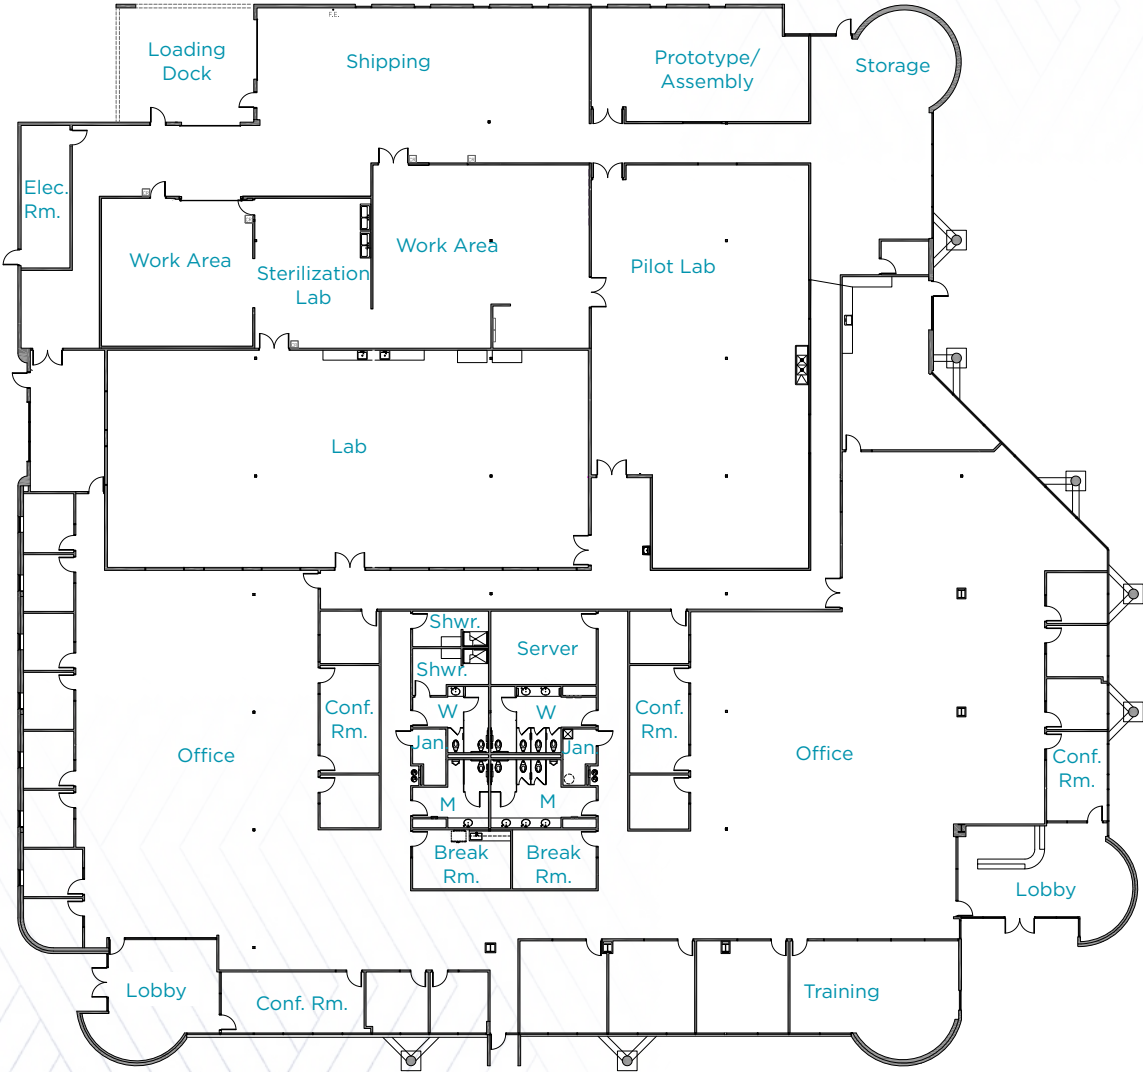 F.E.
Loading
Dock
Shipping
Prototype/
Assembly
Storage
Elec.
Rm.
Work Area
Sterilization
Lab
Work Area
Pilot Lab
Lab
Shwr.
Shwr.
Server
W
W
Conf.
Rm.
Conf.
Rm.
Jan.
Jan.
Office
Office
Conf.
Rm.
M
M
Break
Rm.
Break
Rm.
Lobby
Lobby
Conf. Rm.
Training